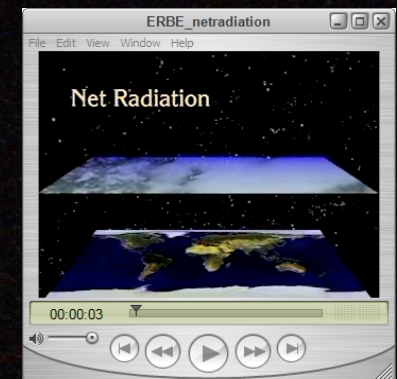 ERBE_netradiation
File Edit View Window Help
Net Radiation
00:00:03